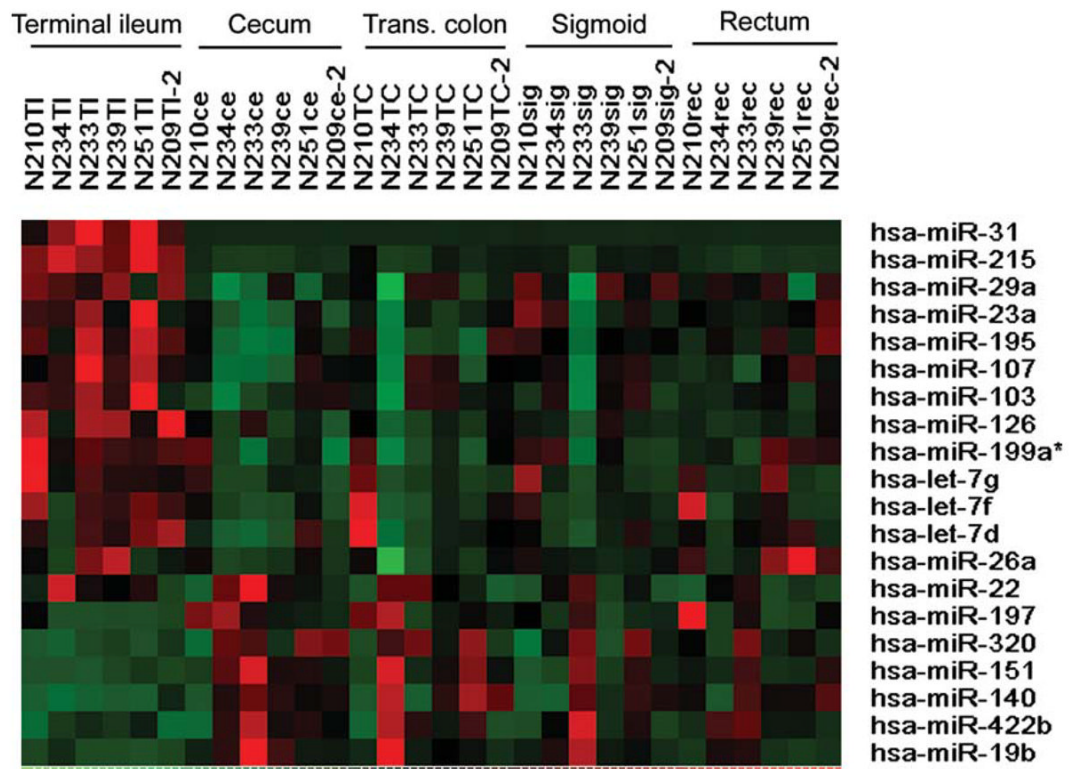 Terminal ileum Cecum Trans. colon Sigmoid Rectum
N210TI N234TI N233TI N239TI N251TI N209TI-2 N210ce N234ce N233ce N239ce N251ce N209ce-2 N210TC N234TC N233TC N239TC N251TC N209TC-2 N210sig N234sig N233sig N239sig N251sig N209sig-2 N210rec N234rec N233rec N239rec N251rec N209rec-2
hsa-miR-31
hsa-miR-215
hsa-miR-29a
hsa-miR-23a
hsa-miR-195
hsa-miR-107
hsa-miR-103
hsa-miR-126
hsa-miR-199a*
hsa-let-7g
hsa-let-7f
hsa-let-7d
hsa-miR-26a
hsa-miR-22
hsa-miR-197
hsa-miR-320
hsa-miR-151
hsa-miR-140
hsa-miR-422b
hsa-miR-19b